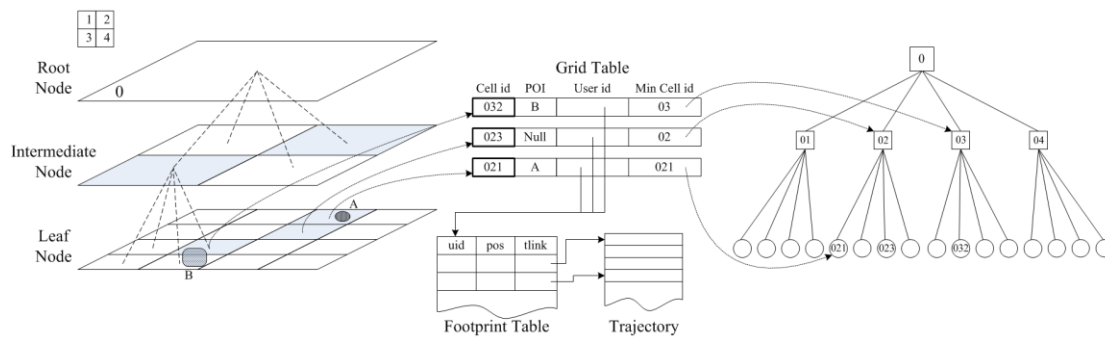 1 2
3 4
Root
Node
0
Intermediate
Node
Leaf
Node
A
B
Grid Table
Cell id POI User id Min Cell id
032 B 03
023 Null 02
021 A 021
uid pos tlink
Footprint Table
Trajectory
0
01 02 03 04
021 023 032